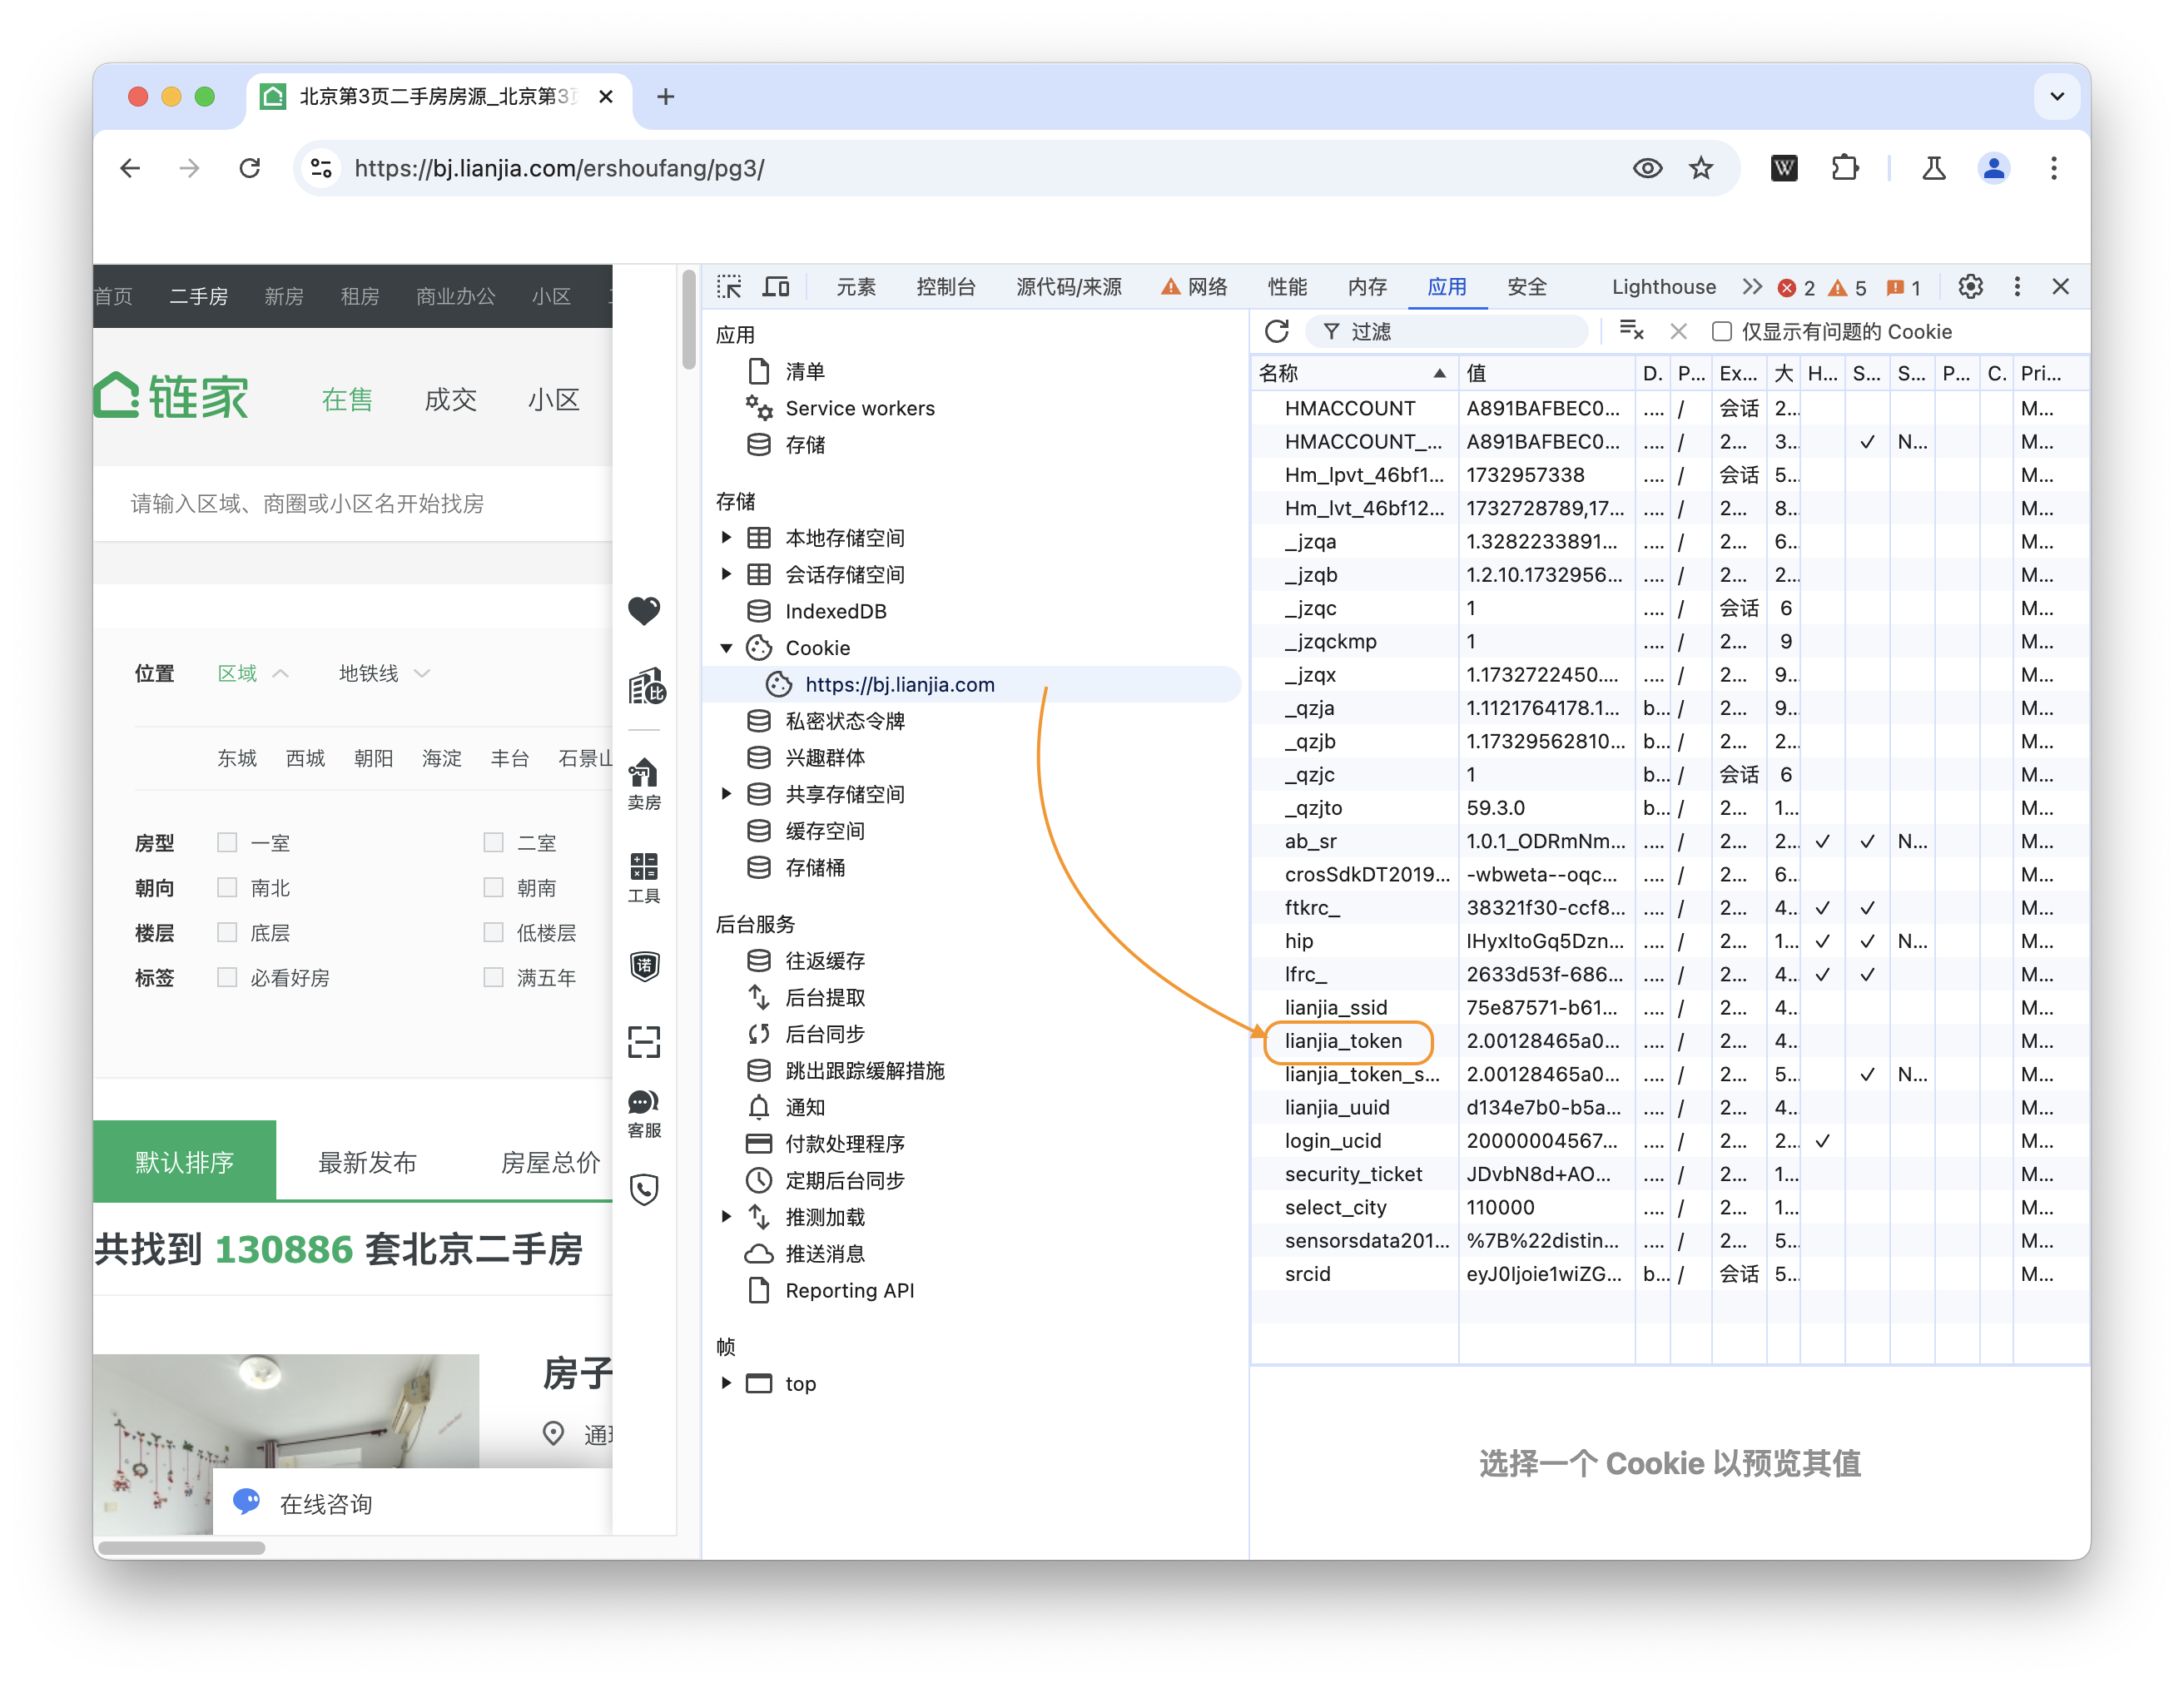 北京第3页二手房房源_北京第3页
https://bj.lianjia.com/ershoufang/pg3/
首页 二手房 新房 租房 商业办公 小区
链家 在售 成交 小区
请输入区域、商圈或小区名开始找房
位置 区域 地铁线
东城 西城 朝阳 海淀 丰台 石景山
房型 一室 二室
朝向 南北 朝南
楼层 底层 低楼层
标签 必看好房 满五年
默认排序 最新发布 房屋总价
共找到 130886 套北京二手房
房子
在线咨询
比
卖房
工具
诺
客服
元素 控制台 源代码/来源 网络 性能 内存 应用 安全 Lighthouse 2 5 1
应用
清单
Service workers
存储
存储
本地存储空间
会话存储空间
IndexedDB
Cookie
https://bj.lianjia.com
私密状态令牌
兴趣群体
共享存储空间
缓存空间
存储桶
后台服务
往返缓存
后台提取
后台同步
跳出跟踪缓解措施
通知
付款处理程序
定期后台同步
推测加载
推送消息
Reporting API
帧
top
过滤 仅显示有问题的 Cookie
名称 值 D. P... Ex... 大 H... S... S... P... C. Pri...
HMACCOUNT A891BAFBEC0... .... / 会话 2... M...
HMACCOUNT_... A891BAFBEC0... .... / 2... 3... ✓ N... M...
Hm_lpvt_46bf1... 1732957338 .... / 会话 5... M...
Hm_lvt_46bf12... 1732728789,17... .... / 2... 8... M...
_jzqa 1.3282233891... .... / 2... 6... M...
_jzqb 1.2.10.1732956... .... / 2... 2... M...
_jzqc 1 .... / 会话 6 M...
_jzqckmp 1 .... / 2... 9 M...
_jzqx 1.1732722450.... .... / 2... 9... M...
_qzja 1.1121764178.1... b... / 2... 9... M...
_qzjb 1.17329562810... b... / 2... 2... M...
_qzjc 1 b... / 会话 6 M...
_qzjto 59.3.0 b... / 2... 1... M...
ab_sr 1.0.1_ODRmNm... .... / 2... 2... ✓ ✓ N... M...
crosSdkDT2019... -wbweta--oqc... .... / 2... 6... M...
ftkrc_ 38321f30-ccf8... .... / 2... 4... ✓ ✓ M...
hip IHyxItoGq5Dzn... .... / 2... 1... ✓ ✓ N... M...
lfrc_ 2633d53f-686... .... / 2... 4... ✓ ✓ M...
lianjia_ssid 75e87571-b61... .... / 2... 4... M...
lianjia_token 2.00128465a0... .... / 2... 4... M...
lianjia_token_s... 2.00128465a0... .... / 2... 5... ✓ N... M...
lianjia_uuid d134e7b0-b5a... .... / 2... 4... M...
login_ucid 20000004567... .... / 2... 2... ✓ M...
security_ticket JDvbN8d+AO... .... / 2... 1... M...
select_city 110000 .... / 2... 1... M...
sensorsdata201... %7B%22distin... .... / 2... 5... M...
srcid eyJ0Ijoie1wiZG... b... / 会话 5... M...
选择一个 Cookie 以预览其值